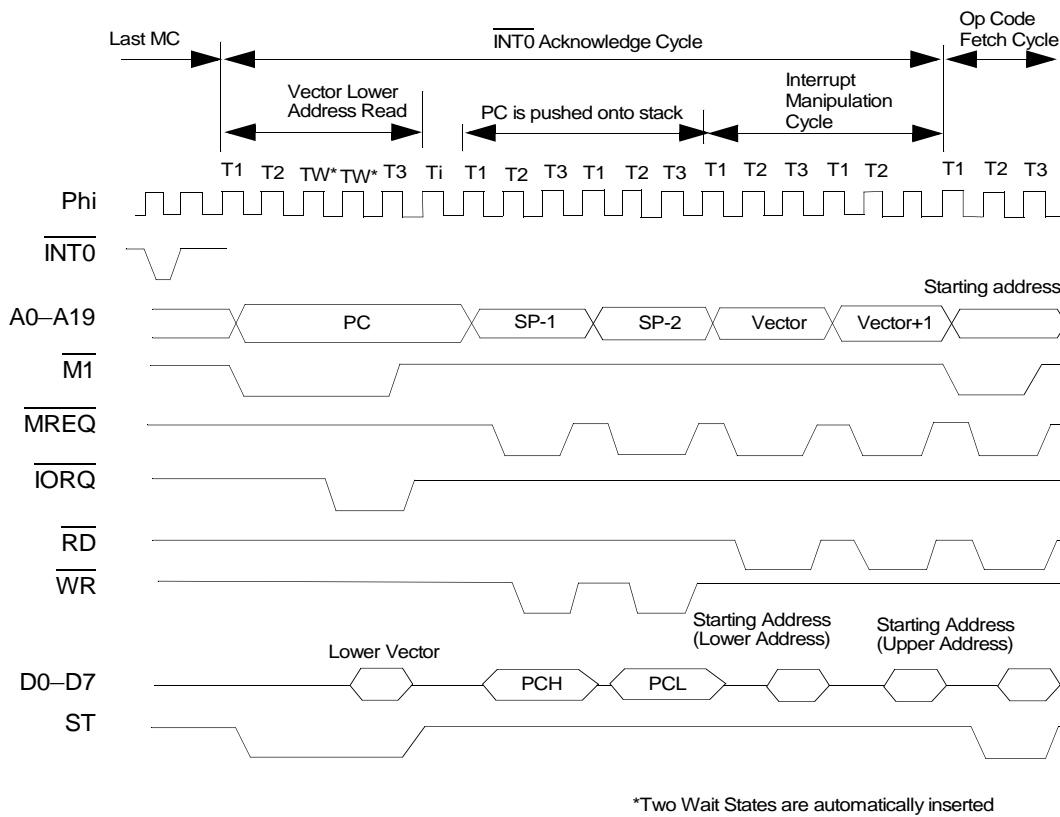 Last MC
INT0 Acknowledge Cycle
Op Code
Fetch Cycle
Vector Lower
Address Read
PC is pushed onto stack
Interrupt
Manipulation
Cycle
T1 T2 TW* TW* T3 Ti T1 T2 T3 T1 T2 T3 T1 T2 T3 T1 T2 T1 T2 T3
Phi
INT0
Starting address
A0–A19 PC SP-1 SP-2 Vector Vector+1
M1
MREQ
IORQ
RD
WR
Starting Address
(Lower Address)
Starting Address
(Upper Address)
Lower Vector
D0–D7 PCH PCL
ST
*Two Wait States are automatically inserted